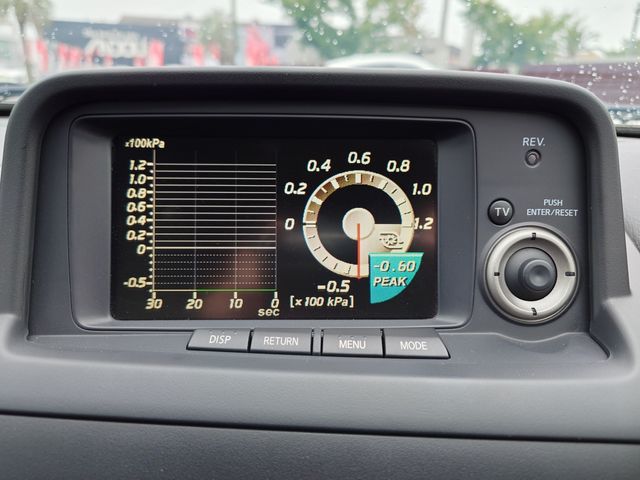 x100kPa
1.2
1.0
0.8
0.6
0.4
0.2
0
-0.5
30 20 10 0
sec
0 0.2 0.4 0.6 0.8 1.0 1.2
-0.5
[x100 kPa]
-0.60
PEAK
REV.
TV
PUSH
ENTER/RESET
DISP RETURN MENU MODE